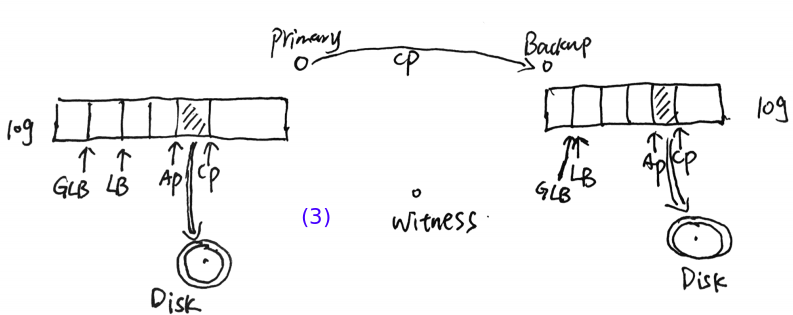 Primary
Backup
CP
log
log
GLB LB AP CP
GLB LB AP CP
(3)
Witness.
Disk
Disk